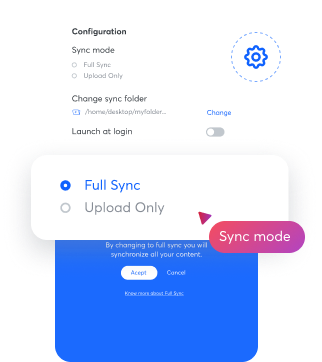 Configuration
Sync mode
Full Sync
Upload Only
Change sync folder
/home/desktop/myfolder...
Change
Launch at login
Full Sync
Upload Only
Sync mode
By changing to full sync you will
synchronize all your content.
Acept
Cancel
Know more about Full Sync.